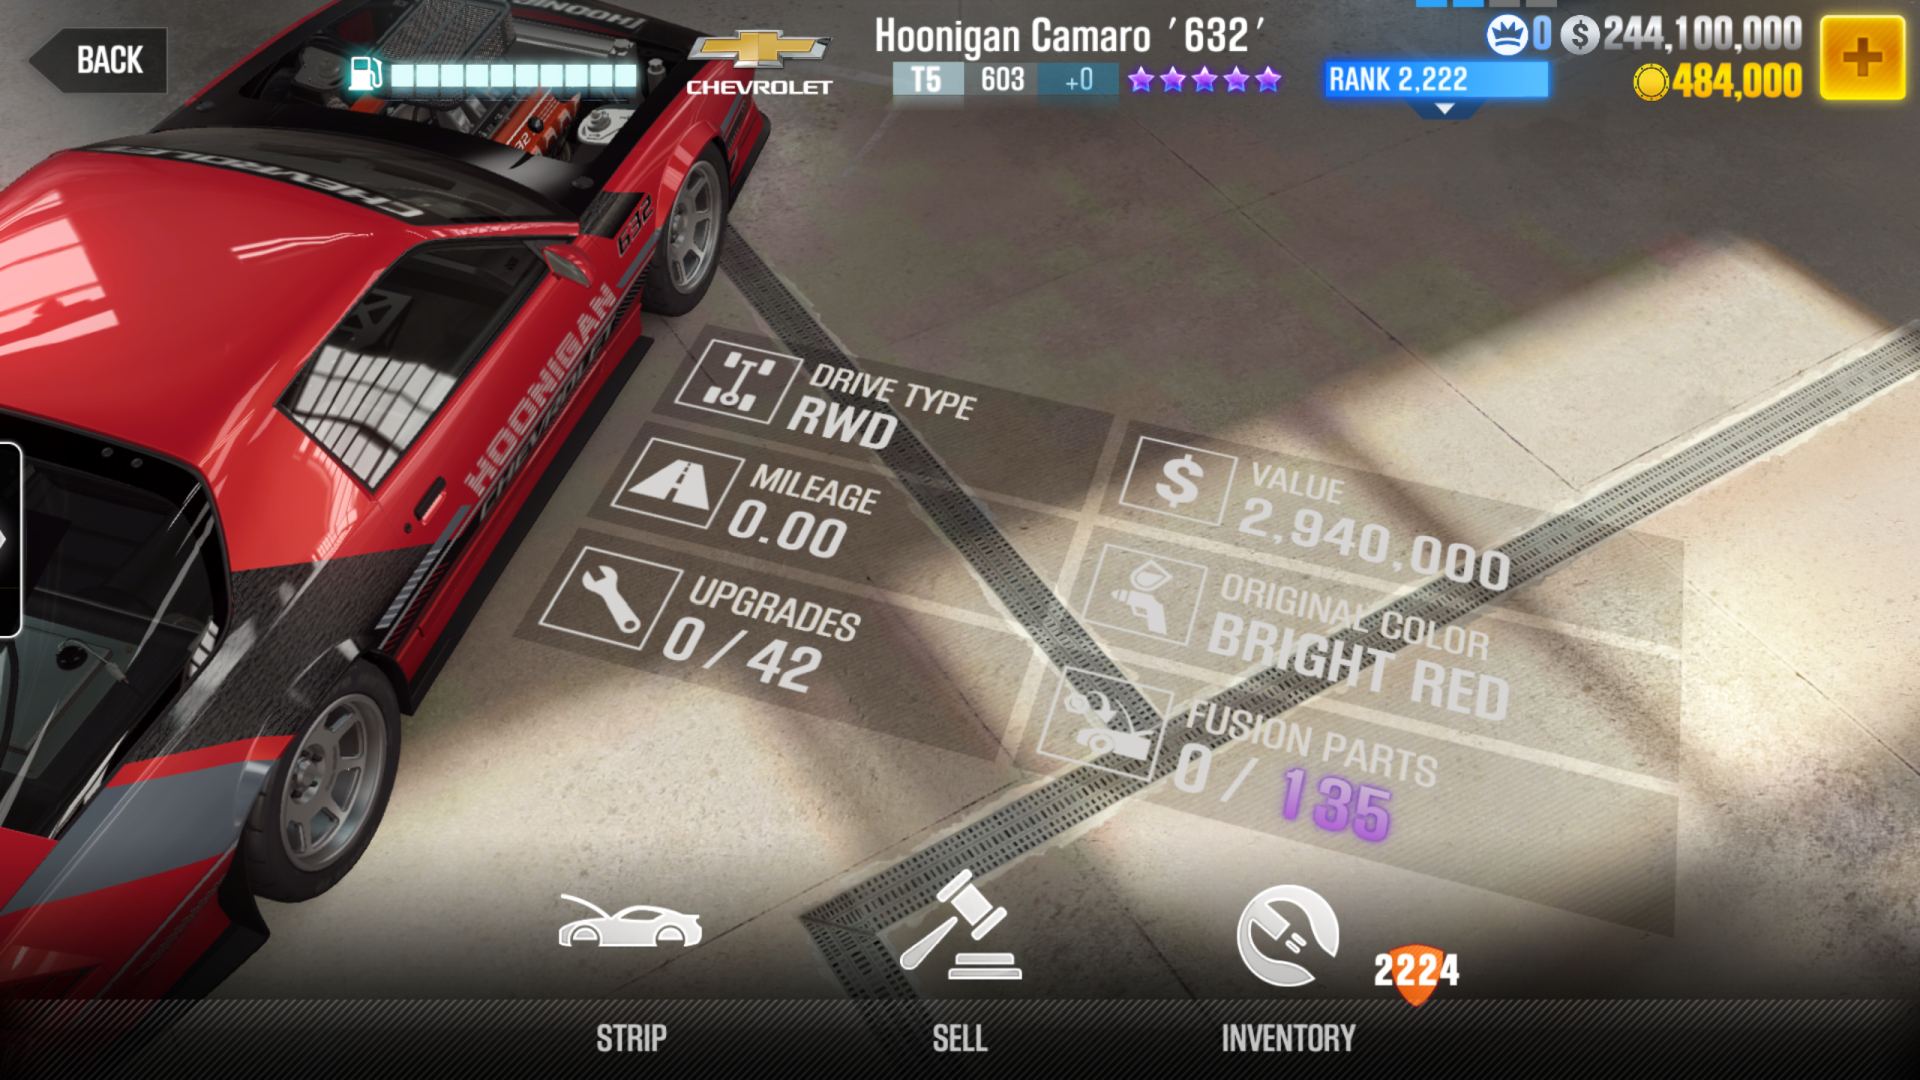 BACK
CHEVROLET
Hoonigan Camaro '632'
T5 603 +0
RANK 2,222
0
244,100,000
484,000
HOONIGAN
CHEVROLET
632
HOONIGAN
CHEVROLET
DRIVE TYPE
RWD
MILEAGE
0.00
UPGRADES
0 / 42
VALUE
2,940,000
ORIGINAL COLOR
BRIGHT RED
FUSION PARTS
0 / 135
STRIP
SELL
INVENTORY
2224